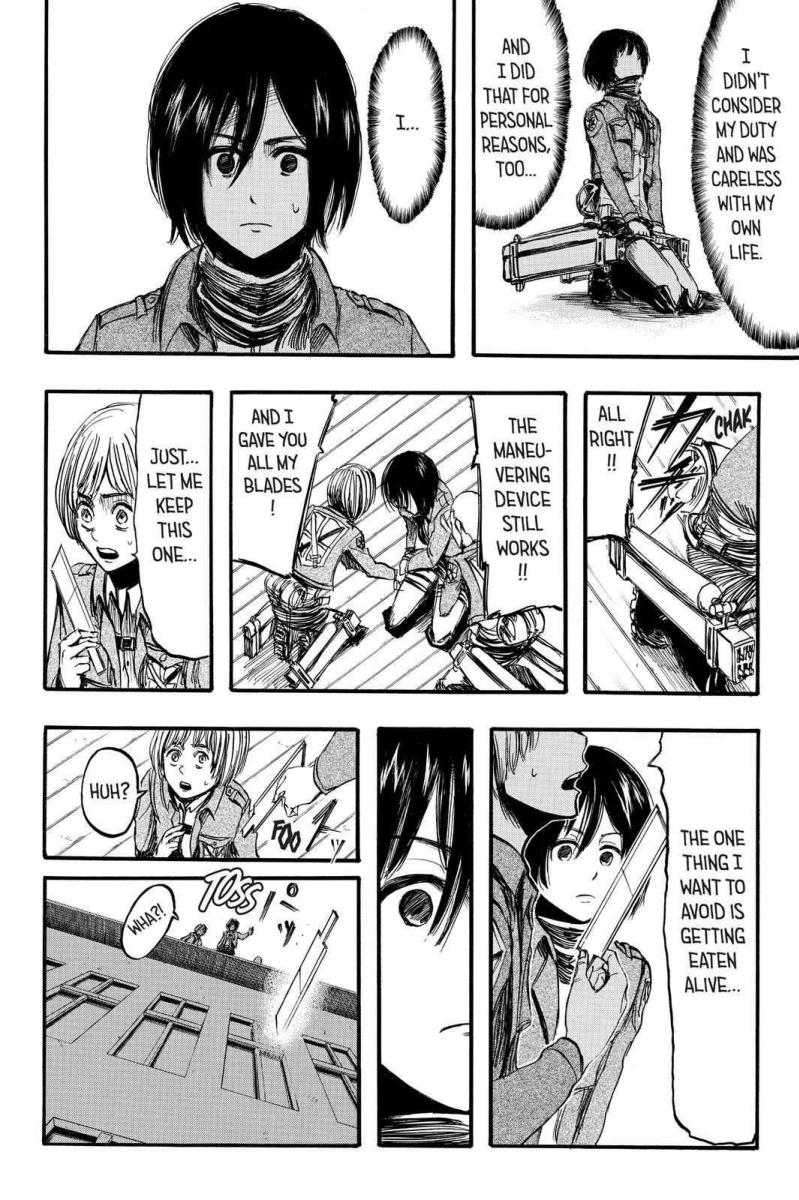 I
DIDN'T
CONSIDER
MY DUTY
AND WAS
CARELESS
WITH MY
OWN
LIFE.
AND
I DID
THAT FOR
PERSONAL
REASONS,
TOO...
I...
ALL
RIGHT
!!
CHAK
THE
MANEU-
VERING
DEVICE
STILL
WORKS
!!
AND I
GAVE YOU
ALL MY
BLADES
!
JUST...
LET ME
KEEP
THIS
ONE...
THE ONE
THING I
WANT TO
AVOID IS
GETTING
EATEN
ALIVE...
HUH?
FOO
TOSS
WHA?!